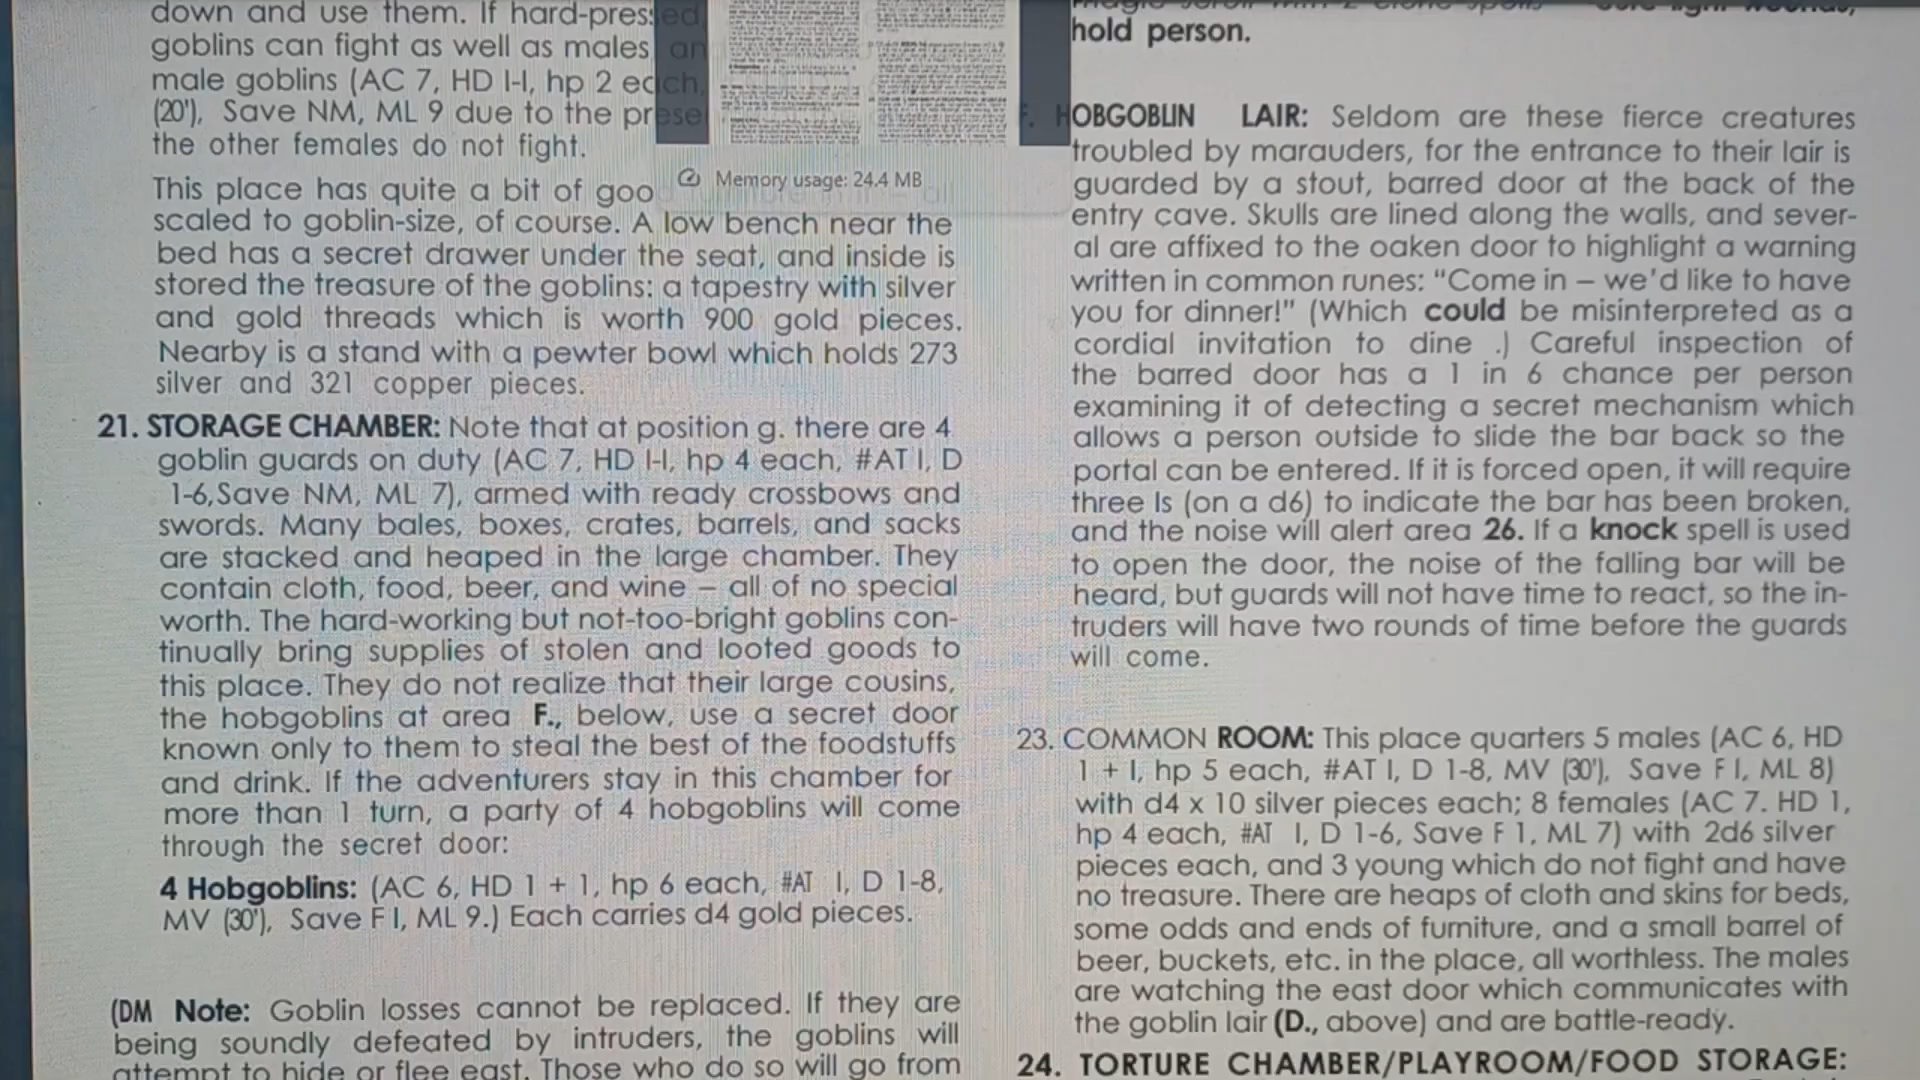 down and use them. If hard-pressed,
goblins can fight as well as males, an
male goblins (AC 7, HD I-I, hp 2 each,
(20'), Save NM, ML 9 due to the prese
the other females do not fight.
This place has quite a bit of goo
scaled to goblin-size, of course. A low bench near the
bed has a secret drawer under the seat, and inside is
stored the treasure of the goblins: a tapestry with silver
and gold threads which is worth 900 gold pieces.
Nearby is a stand with a pewter bowl which holds 273
silver and 321 copper pieces.
21. STORAGE CHAMBER: Note that at position g. there are 4
goblin guards on duty (AC 7, HD I-I, hp 4 each, #AT I, D
1-6,Save NM, ML 7), armed with ready crossbows and
swords. Many bales, boxes, crates, barrels, and sacks
are stacked and heaped in the large chamber. They
contain cloth, food, beer, and wine – all of no special
worth. The hard-working but not-too-bright goblins con-
tinually bring supplies of stolen and looted goods to
this place. They do not realize that their large cousins,
the hobgoblins at area F., below, use a secret door
known only to them to steal the best of the foodstuffs
and drink. If the adventurers stay in this chamber for
more than 1 turn, a party of 4 hobgoblins will come
through the secret door:
4 Hobgoblins: (AC 6, HD 1 + 1, hp 6 each, #AT I, D 1-8,
MV (30'), Save F I, ML 9.) Each carries d4 gold pieces.
(DM Note: Goblin losses cannot be replaced. If they are
being soundly defeated by intruders, the goblins will
attempt to hide or flee east. Those who do so will go from
Memory usage: 24.4 MB
hold person.
F. HOBGOBLIN LAIR: Seldom are these fierce creatures
troubled by marauders, for the entrance to their lair is
guarded by a stout, barred door at the back of the
entry cave. Skulls are lined along the walls, and sever-
al are affixed to the oaken door to highlight a warning
written in common runes: "Come in – we'd like to have
you for dinner!" (Which could be misinterpreted as a
cordial invitation to dine .) Careful inspection of
the barred door has a 1 in 6 chance per person
examining it of detecting a secret mechanism which
allows a person outside to slide the bar back so the
portal can be entered. If it is forced open, it will require
three Is (on a d6) to indicate the bar has been broken,
and the noise will alert area 26. If a knock spell is used
to open the door, the noise of the falling bar will be
heard, but guards will not have time to react, so the in-
truders will have two rounds of time before the guards
will come.
23. COMMON ROOM: This place quarters 5 males (AC 6, HD
1 + I, hp 5 each, #AT I, D 1-8, MV (30'), Save F I, ML 8)
with d4 x 10 silver pieces each; 8 females (AC 7. HD 1,
hp 4 each, #AT I, D 1-6, Save F 1, ML 7) with 2d6 silver
pieces each, and 3 young which do not fight and have
no treasure. There are heaps of cloth and skins for beds,
some odds and ends of furniture, and a small barrel of
beer, buckets, etc. in the place, all worthless. The males
are watching the east door which communicates with
the goblin lair (D., above) and are battle-ready.
24. TORTURE CHAMBER/PLAYROOM/FOOD STORAGE: